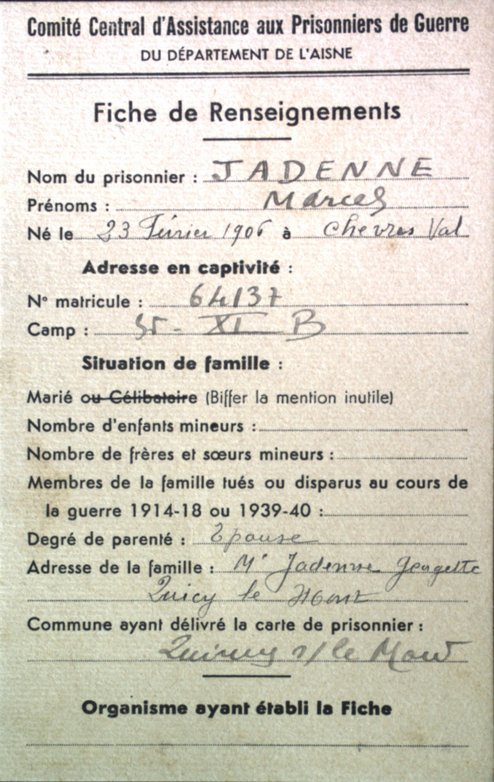 Comité Central d'Assistance aux Prisonniers de Guerre
DU DÉPARTEMENT DE L'AISNE
Fiche de Renseignements
Nom du prisonnier : JADENNE
Prénoms : Marcel
Né le 23 Février 1906 à Chevres Val
Adresse en captivité :
N° matricule : 64137
Camp : St - XI B
Situation de famille :
Marié ou Célibataire (Biffer la mention inutile)
Nombre d'enfants mineurs :
Nombre de frères et sœurs mineurs :
Membres de la famille tués ou disparus au cours de
la guerre 1914-18 ou 1939-40 :
Degré de parenté : Epouse
Adresse de la famille : Me Jadenne
le Mont
Commune ayant délivré la carte de prisonnier :
s/ le Mont
Organisme ayant établi la Fiche